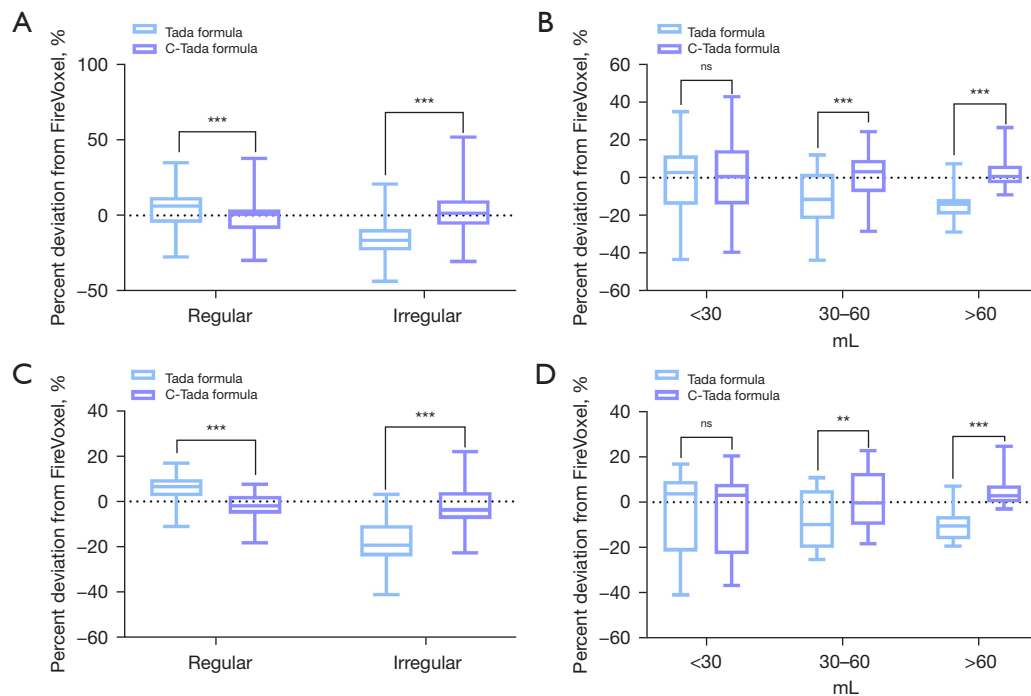 A
Tada formula
C-Tada formula
Percent deviation from FireVoxel, %
100
50
0
–50
***
***
Regular
Irregular
B
Tada formula
C-Tada formula
Percent deviation from FireVoxel, %
60
40
20
0
–20
–40
–60
ns
***
***
<30
30–60
>60
mL
C
Tada formula
C-Tada formula
Percent deviation from FireVoxel, %
40
20
0
–20
–40
–60
***
***
Regular
Irregular
D
Tada formula
C-Tada formula
Percent deviation from FireVoxel, %
40
20
0
–20
–40
–60
ns
**
***
<30
30–60
>60
mL